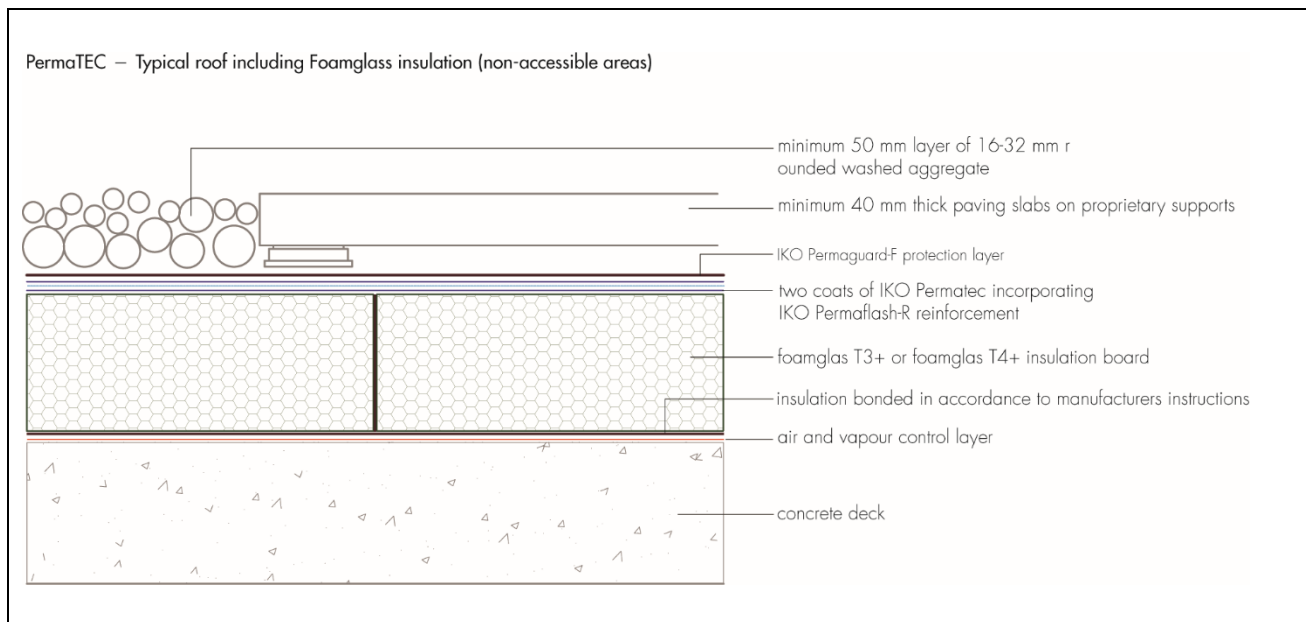 PermaTEC – Typical roof including Foamglass insulation (non-accessible areas)
minimum 50 mm layer of 16-32 mm r
ounded washed aggregate
minimum 40 mm thick paving slabs on proprietary supports
IKO Permaguard-F protection layer
two coats of IKO Permatec incorporating
IKO Permaflash-R reinforcement
foamglas T3+ or foamglas T4+ insulation board
insulation bonded in accordance to manufacturers instructions
air and vapour control layer
concrete deck